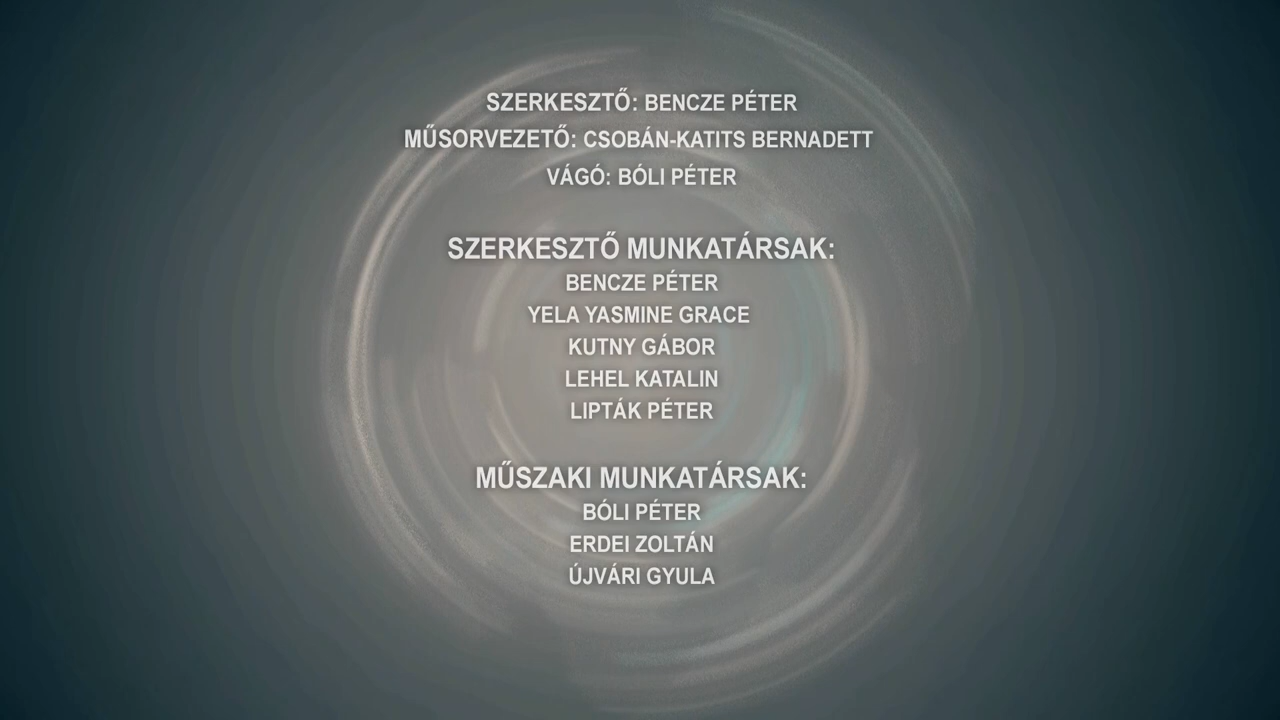 SZERKESZTŐ: BENCZE PÉTER
MŰSORVEZETŐ: CSOBÁN-KATITS BERNADETT
VÁGÓ: BÓLI PÉTER
SZERKESZTŐ MUNKATÁRSAK:
BENCZE PÉTER
YELA YASMINE GRACE
KUTNY GÁBOR
LEHEL KATALIN
LIPTÁK PÉTER
MŰSZAKI MUNKATÁRSAK:
BÓLI PÉTER
ERDEI ZOLTÁN
ÚJVÁRI GYULA